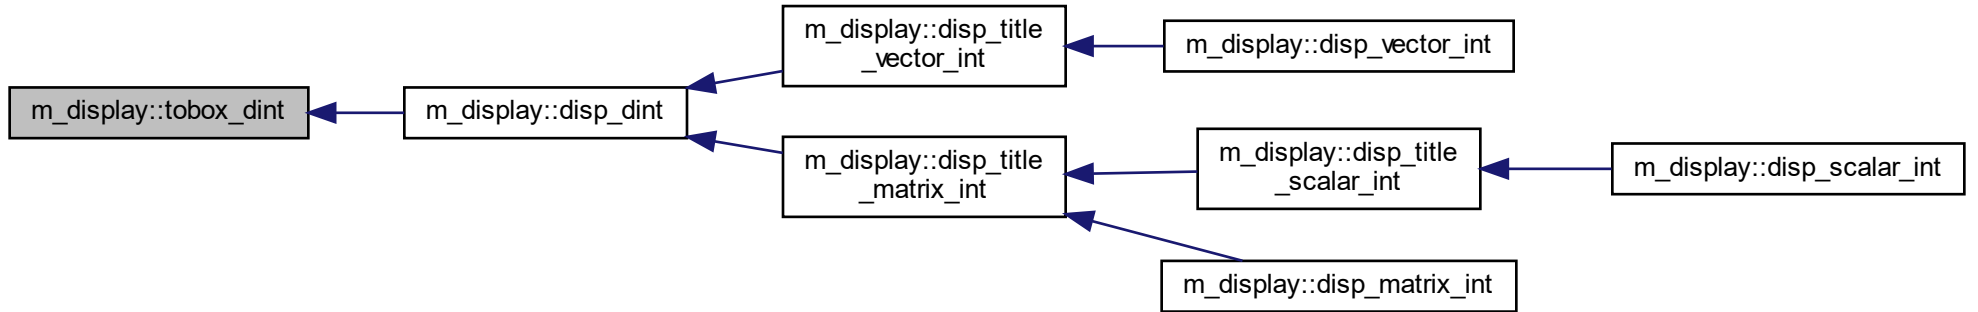 m_display::tobox_dint
m_display::disp_dint
m_display::disp_title
_vector_int
m_display::disp_vector_int
m_display::disp_title
_matrix_int
m_display::disp_title
_scalar_int
m_display::disp_scalar_int
m_display::disp_matrix_int